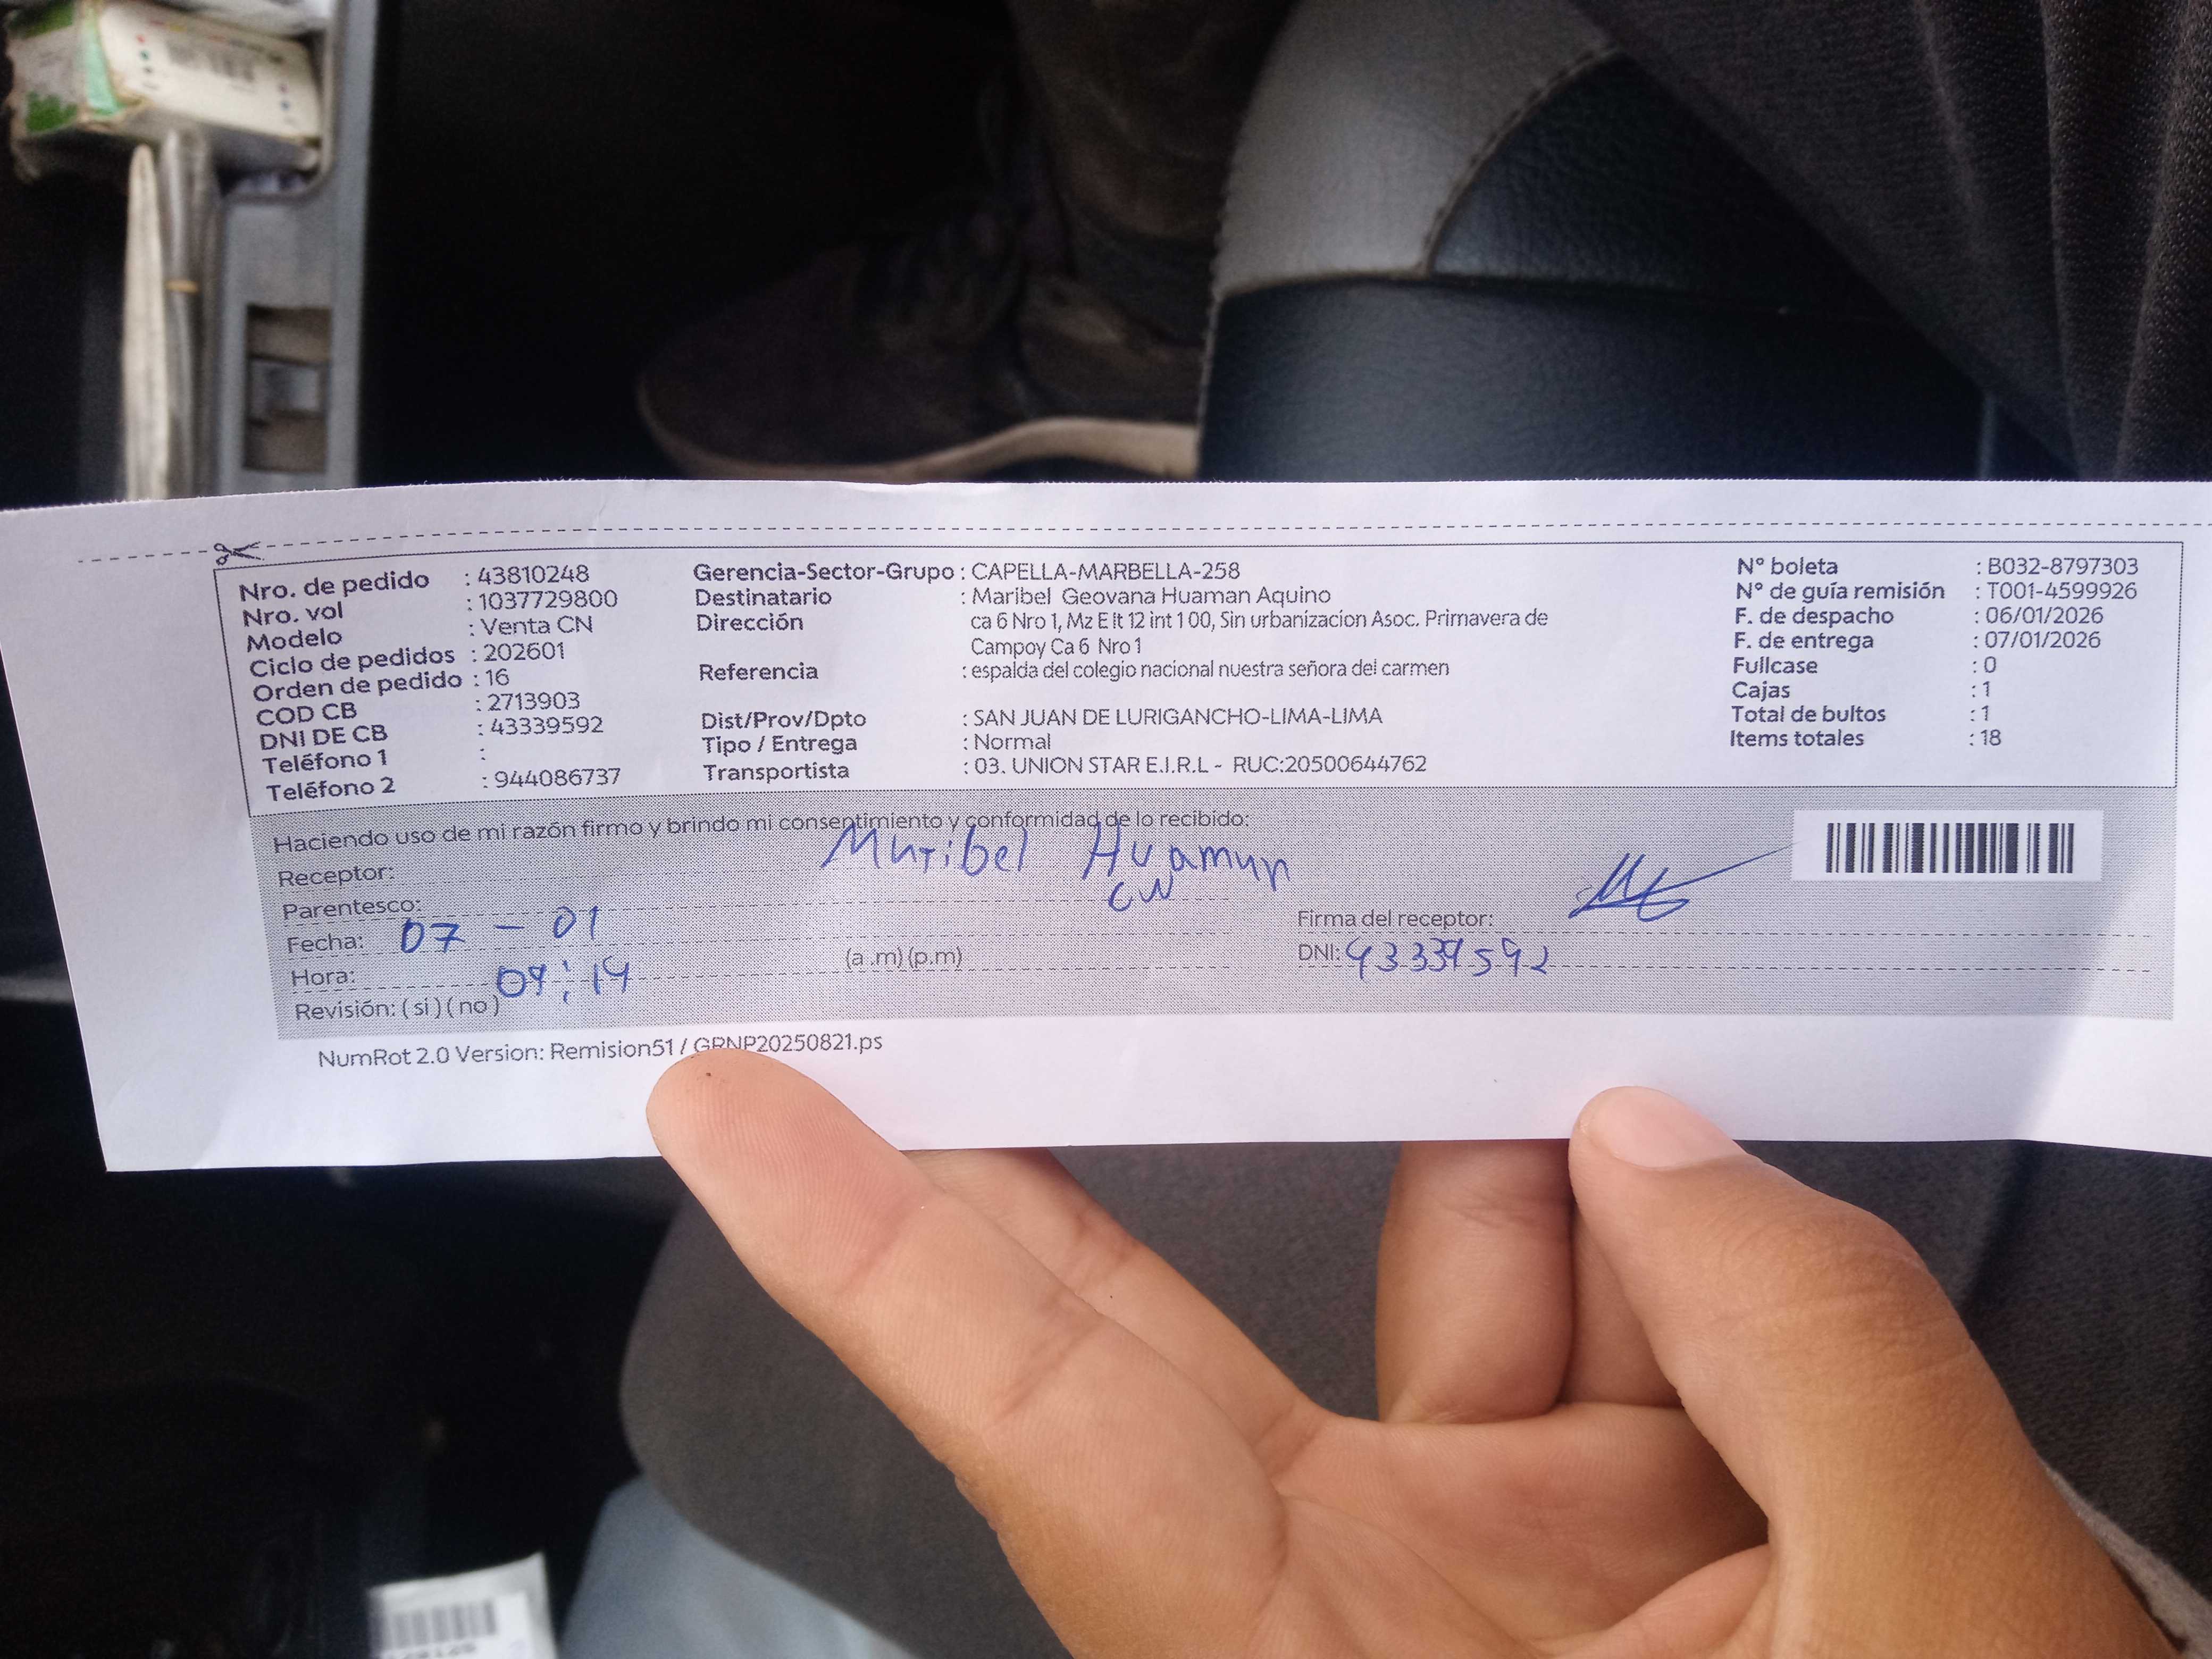 Nro. de pedido : 43810248
Nro. vol : 1037729800
Modelo : Venta CN
Ciclo de pedidos : 202601
Orden de pedido : 16
COD CB : 2713903
DNI DE CB : 43339592
Teléfono 1 :
Teléfono 2 : 944086737
Gerencia-Sector-Grupo : CAPELLA-MARBELLA-258
Destinatario : Maribel Geovana Huaman Aquino
Dirección : ca 6 Nro 1, Mz E lt 12 int 100, Sin urbanizacion Asoc. Primavera de
Campoy Ca 6 Nro 1
Referencia : espalda del colegio nacional nuestra señora del carmen
Dist/Prov/Dpto : SAN JUAN DE LURIGANCHO-LIMA-LIMA
Tipo / Entrega : Normal
Transportista : 03. UNION STAR E.I.R.L - RUC:20500644762
N° boleta : B032-8797303
N° de guía remisión : T001-4599926
F. de despacho : 06/01/2026
F. de entrega : 07/01/2026
Fullcase : 0
Cajas : 1
Total de bultos : 1
Items totales : 18
Haciendo uso de mi razón firmo y brindo mi consentimiento y conformidad de lo recibido:
Receptor: Maribel Huaman
Parentesco: CN
Fecha: 07 - 01
Hora: 09:14 (a .m) (p.m)
Revisión: ( si ) ( no )
Firma del receptor:
DNI: 43339592
NumRot 2.0 Version: Remision51 / GRNP20250821.ps